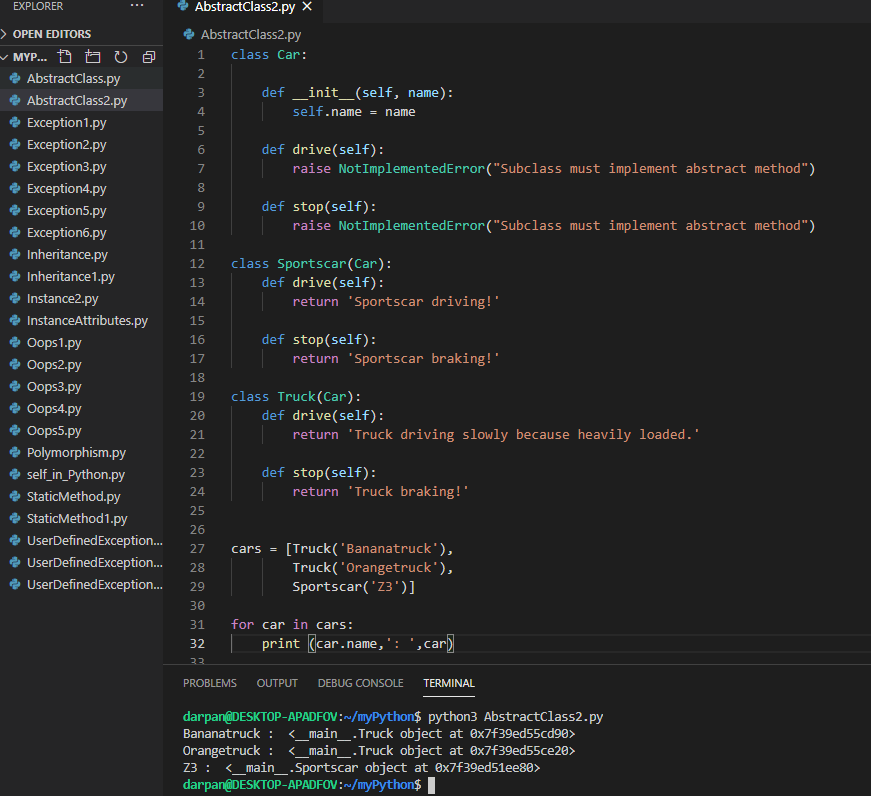 EXPLORER ...
OPEN EDITORS
MYP...
AbstractClass.py
AbstractClass2.py
Exception1.py
Exception2.py
Exception3.py
Exception4.py
Exception5.py
Exception6.py
Inheritance.py
Inheritance1.py
Instance2.py
InstanceAttributes.py
Oops1.py
Oops2.py
Oops3.py
Oops4.py
Oops5.py
Polymorphism.py
self_in_Python.py
StaticMethod.py
StaticMethod1.py
UserDefinedException...
UserDefinedException...
UserDefinedException...
AbstractClass2.py
AbstractClass2.py
1 class Car:
2
3     def __init__(self, name):
4         self.name = name
5
6     def drive(self):
7         raise NotImplementedError("Subclass must implement abstract method")
8
9     def stop(self):
10         raise NotImplementedError("Subclass must implement abstract method")
11
12 class Sportscar(Car):
13     def drive(self):
14         return 'Sportscar driving!'
15
16     def stop(self):
17         return 'Sportscar braking!'
18
19 class Truck(Car):
20     def drive(self):
21         return 'Truck driving slowly because heavily loaded.'
22
23     def stop(self):
24         return 'Truck braking!'
25
26
27 cars = [Truck('Bananatruck'),
28         Truck('Orangetruck'),
29         Sportscar('Z3')]
30
31 for car in cars:
32     print (car.name,': ',car)
33
PROBLEMS OUTPUT DEBUG CONSOLE TERMINAL
darpan@DESKTOP-APADFOV:~/myPython$ python3 AbstractClass2.py
Bananatruck :  <__main__.Truck object at 0x7f39ed55cd90>
Orangetruck :  <__main__.Truck object at 0x7f39ed55ce20>
Z3 :  <__main__.Sportscar object at 0x7f39ed51ee80>
darpan@DESKTOP-APADFOV:~/myPython$